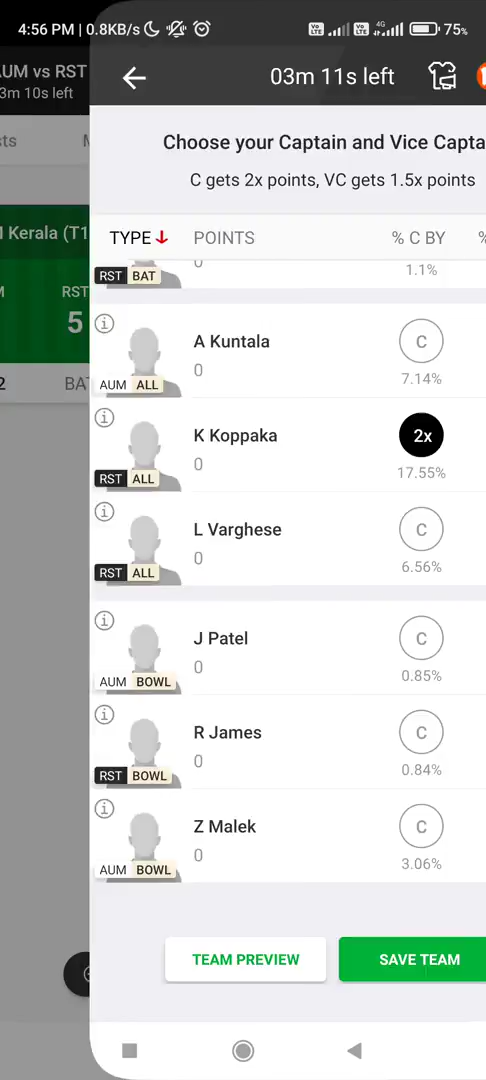 4:56 PM | 0.8KB/s
4G
75%
AUM vs RST
3m 10s left
03m 11s left
Choose your Captain and Vice Capta
C gets 2x points, VC gets 1.5x points
TYPE
POINTS
% C BY
%
M Kerala (T1
RST
5
BA
0
1.1%
RST BAT
A Kuntala
0
C
7.14%
AUM ALL
K Koppaka
0
2x
17.55%
RST ALL
L Varghese
0
C
6.56%
RST ALL
J Patel
0
C
0.85%
AUM BOWL
R James
0
C
0.84%
RST BOWL
Z Malek
0
C
3.06%
AUM BOWL
TEAM PREVIEW
SAVE TEAM